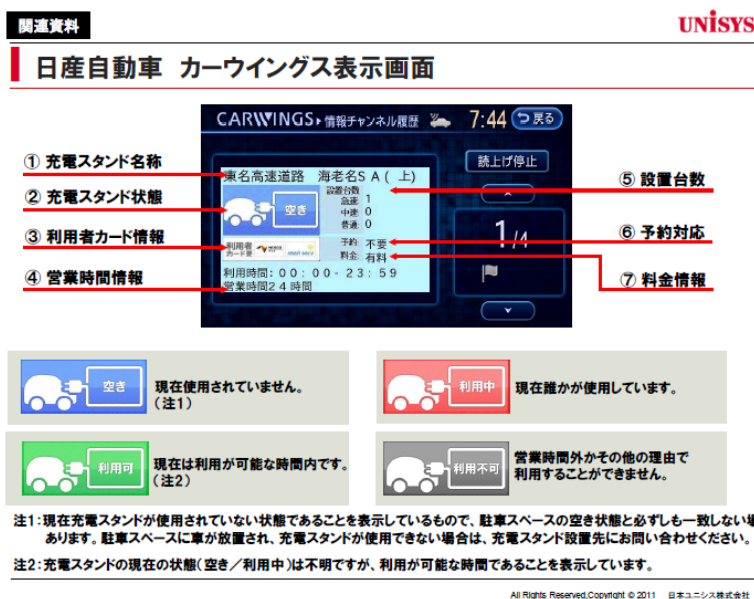 関連資料
UNISYS
日産自動車 カーウイングス表示画面
CARWINGS 情報チャンネル履歴 7:44 戻る
読上げ停止
① 充電スタンド名称
② 充電スタンド状態
③ 利用者カード情報
④ 営業時間情報
東名高速道路 海老名SA( 上)
設置台数
急速: 1
中速: 0
普通: 0
空き
利用者
カード要
予約: 不要
料金: 有料
利用時間:00:00-23:59
営業時間24時間
1/4
⑤ 設置台数
⑥ 予約対応
⑦ 料金情報
空き
現在使用されていません。
(注1)
利用中
現在誰かが使用しています。
利用可
現在は利用が可能な時間内です。
(注2)
利用不可
営業時間外かその他の理由で
利用することができません。
注1:現在充電スタンドが使用されていない状態であることを表示しているもので、駐車スペースの空き状態と必ずしも一致しない場
あります。駐車スペースに車が放置され、充電スタンドが使用できない場合は、充電スタンド設置先にお問い合わせください。
注2:充電スタンドの現在の状態(空き/利用中)は不明ですが、利用が可能な時間であることを表示しています。
All Rights Reserved,Copyright © 2011 日本ユニシス株式会社